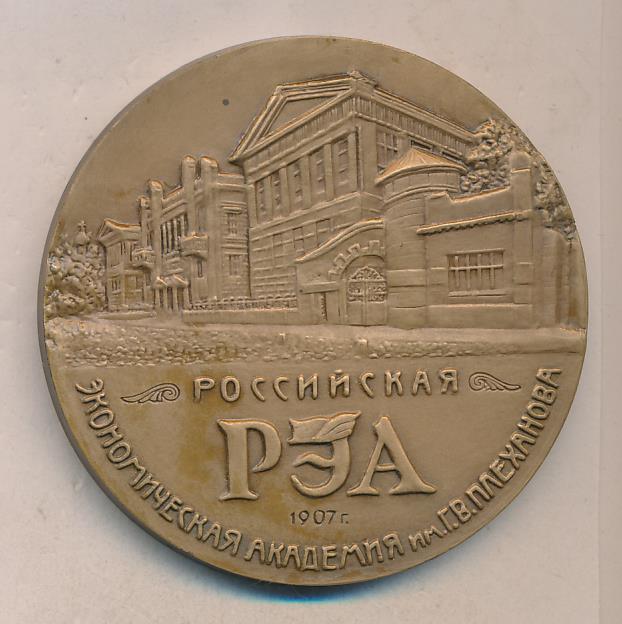 РОССИЙСКАЯ
РЭА
1907 г.
ЭКОНОМИЧЕСКАЯ АКАДЕМИЯ ИМ. Г.В. ПЛЕХАНОВА